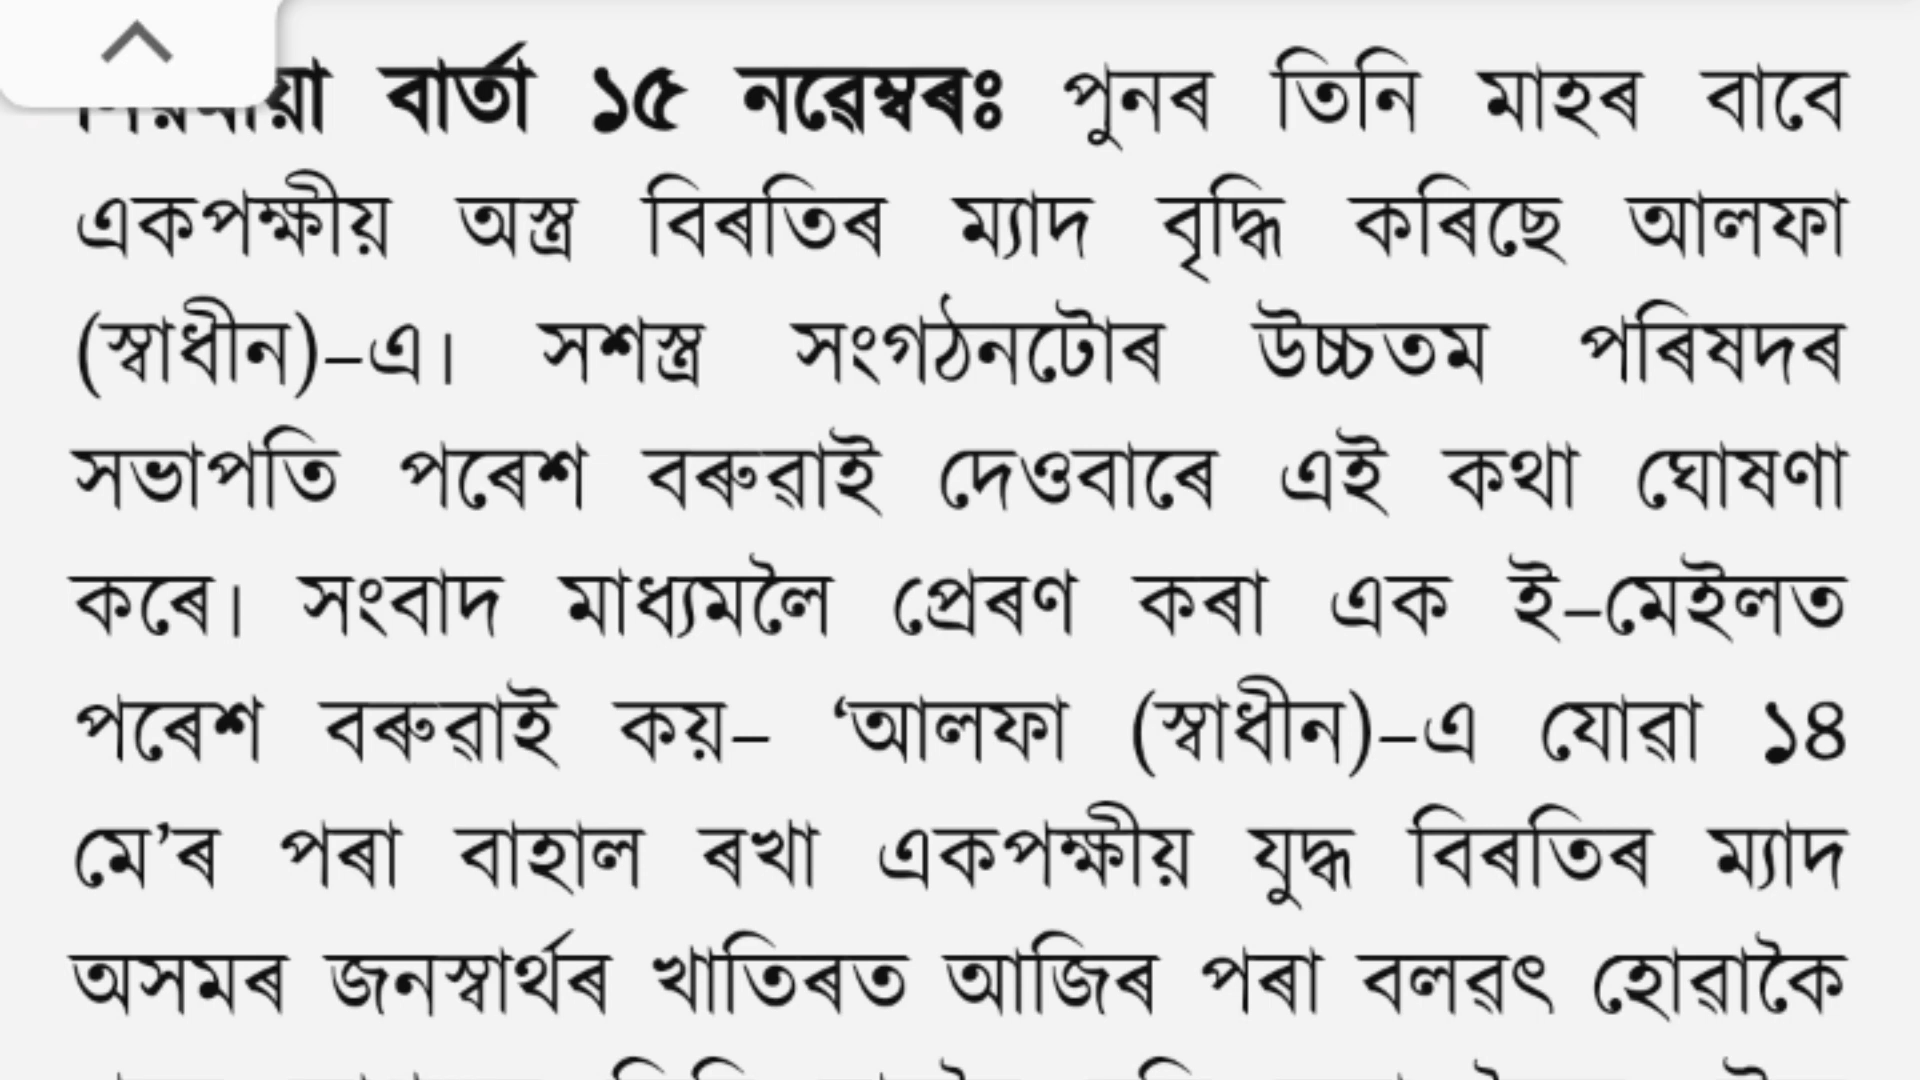 বাৰ্তা ১৫ নৱেম্বৰঃ পুনৰ তিনি মাহৰ বাবে
একপক্ষীয় অস্ত্ৰ বিৰতিৰ ম্যাদ বৃদ্ধি কৰিছে আলফা
(স্বাধীন)–এ। সশস্ত্ৰ সংগঠনটোৰ উচ্চতম পৰিষদৰ
সভাপতি পৰেশ বৰুৱাই দেওবাৰে এই কথা ঘোষণা
কৰে। সংবাদ মাধ্যমলৈ প্ৰেৰণ কৰা এক ই–মেইলত
পৰেশ বৰুৱাই কয়– ‘আলফা (স্বাধীন)–এ যোৱা ১৪
মে’ৰ পৰা বাহাল ৰখা একপক্ষীয় যুদ্ধ বিৰতিৰ ম্যাদ
অসমৰ জনস্বাৰ্থৰ খাতিৰত আজিৰ পৰা বলৱৎ হোৱাকৈ